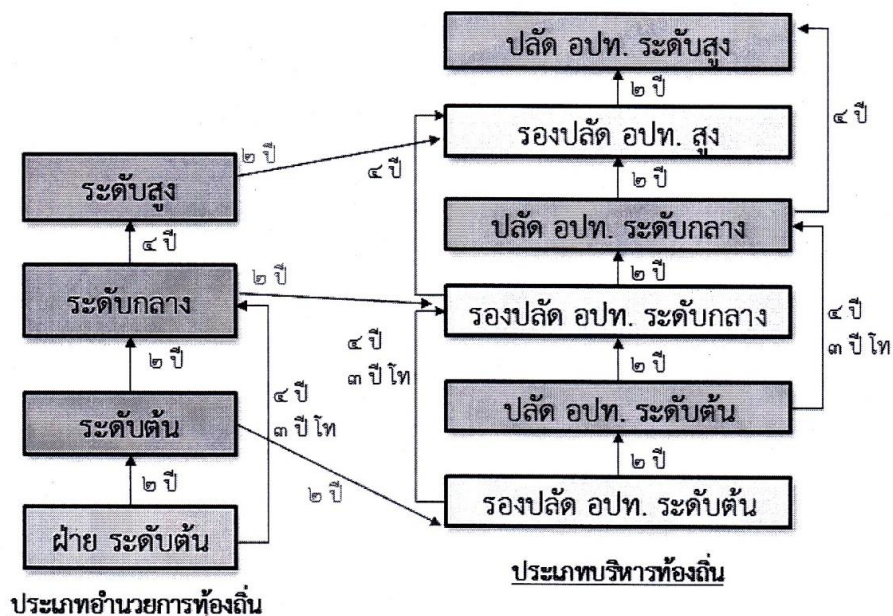 ปลัด อปท. ระดับสูง
๒ ปี
๔ ปี
รองปลัด อปท. สูง
๒ ปี
๔ ปี
ระดับสูง
๒ ปี
ปลัด อปท. ระดับกลาง
๔ ปี
๒ ปี
๒ ปี
ระดับกลาง
รองปลัด อปท. ระดับกลาง
๔ ปี
๓ ปี โท
๔ ปี
๓ ปี โท
๒ ปี
๒ ปี
ระดับต้น
ปลัด อปท. ระดับต้น
๔ ปี
๓ ปี โท
๒ ปี
๒ ปี
๒ ปี
รองปลัด อปท. ระดับต้น
ฝ่าย ระดับต้น
ประเภทบริหารท้องถิ่น
ประเภทอำนวยการท้องถิ่น